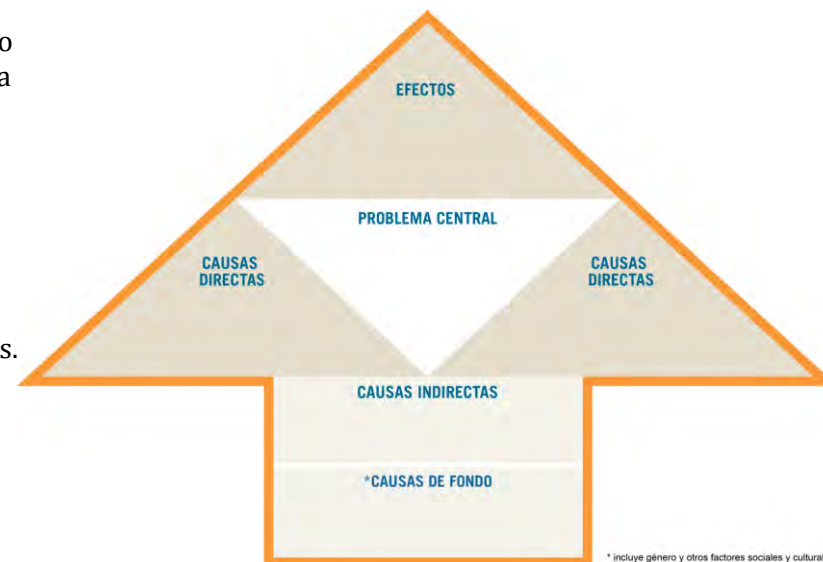 o
a
EFECTOS
PROBLEMA CENTRAL
CAUSAS
DIRECTAS
CAUSAS
DIRECTAS
s.
CAUSAS INDIRECTAS
*CAUSAS DE FONDO
* incluye género y otros factores sociales y cultural